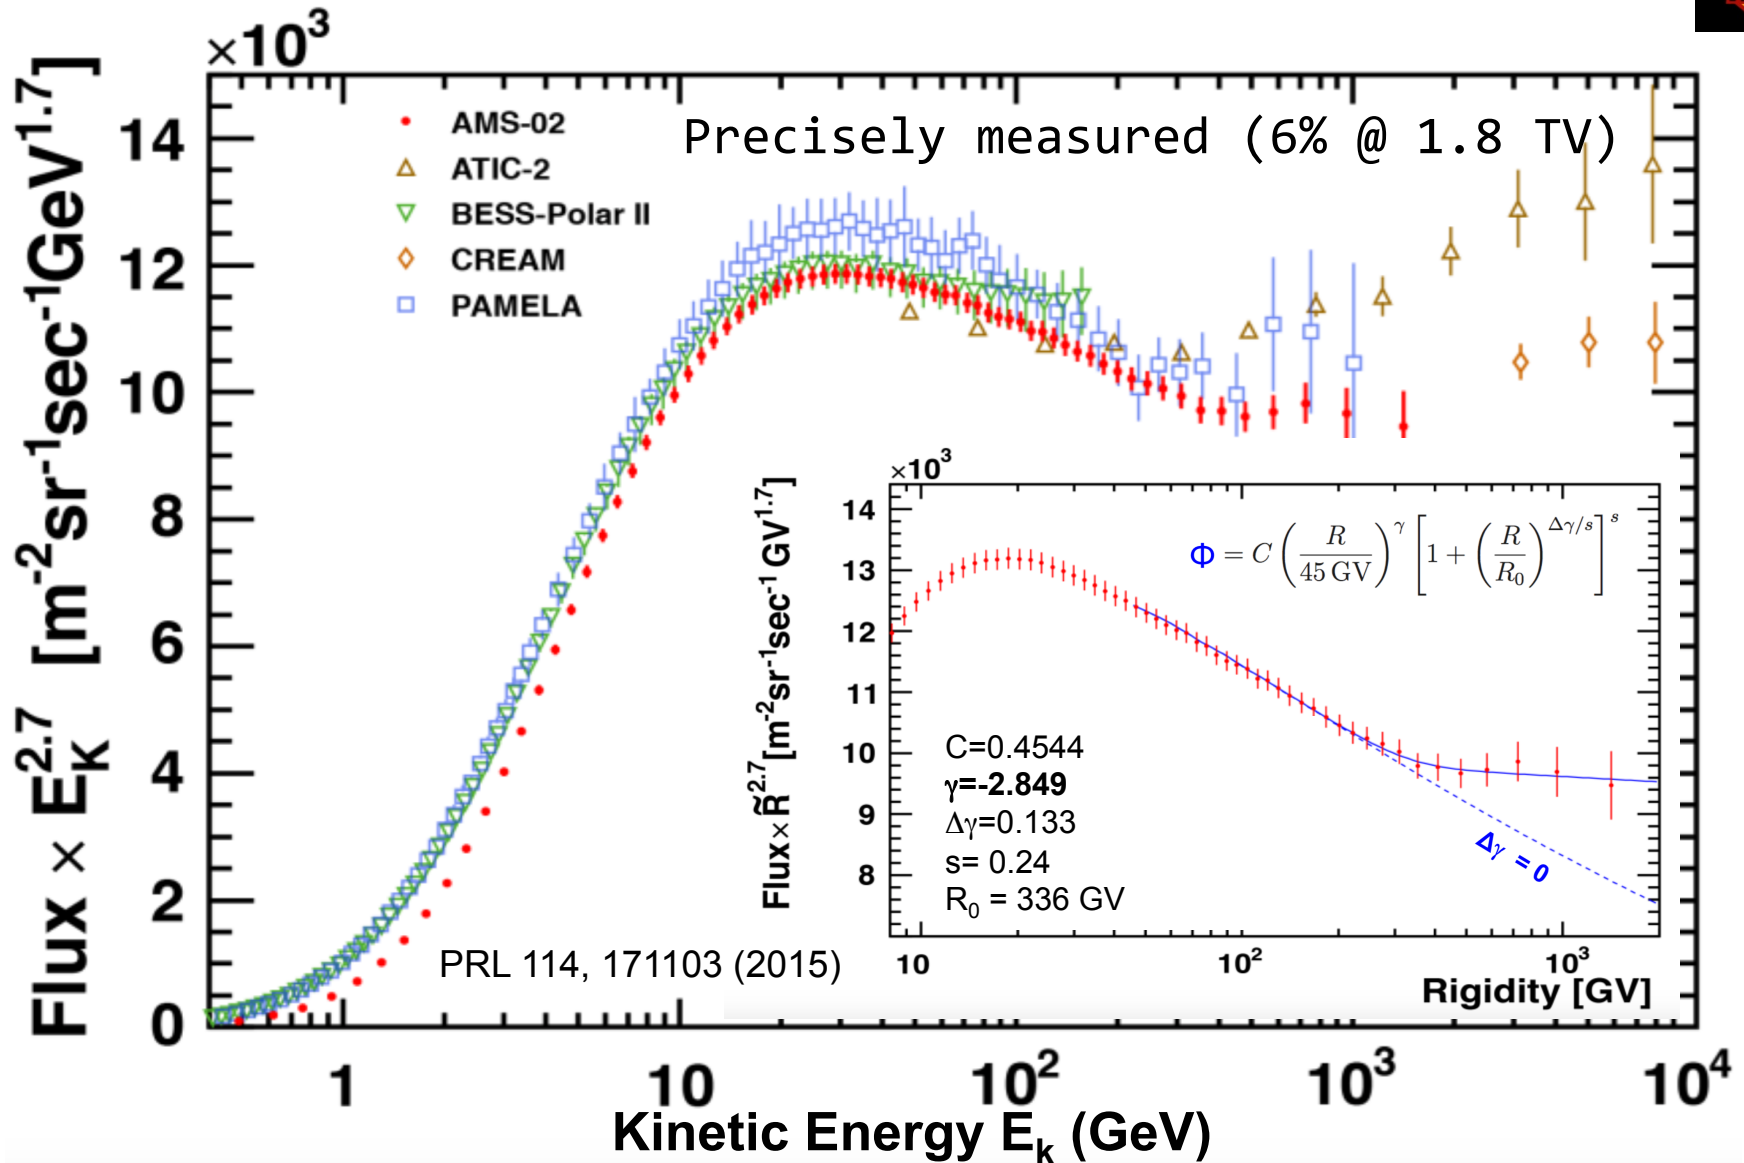 ×10³
Flux × E_K^2.7 [m⁻²sr⁻¹sec⁻¹GeV^1.7]
14
12
10
8
6
4
2
0
AMS-02
ATIC-2
BESS-Polar II
CREAM
PAMELA
Precisely measured (6% @ 1.8 TV)
×10³
Flux × R̃^2.7 [m⁻²sr⁻¹sec⁻¹ GV^1.7]
14
13
12
11
10
9
8
Φ = C (R / 45 GV)^γ [1 + (R / R₀)^Δγ/s]^s
C=0.4544
γ=-2.849
Δγ=0.133
s= 0.24
R₀ = 336 GV
Δγ = 0
10
10²
10³
Rigidity [GV]
PRL 114, 171103 (2015)
1
10
10²
10³
10⁴
Kinetic Energy E_k (GeV)